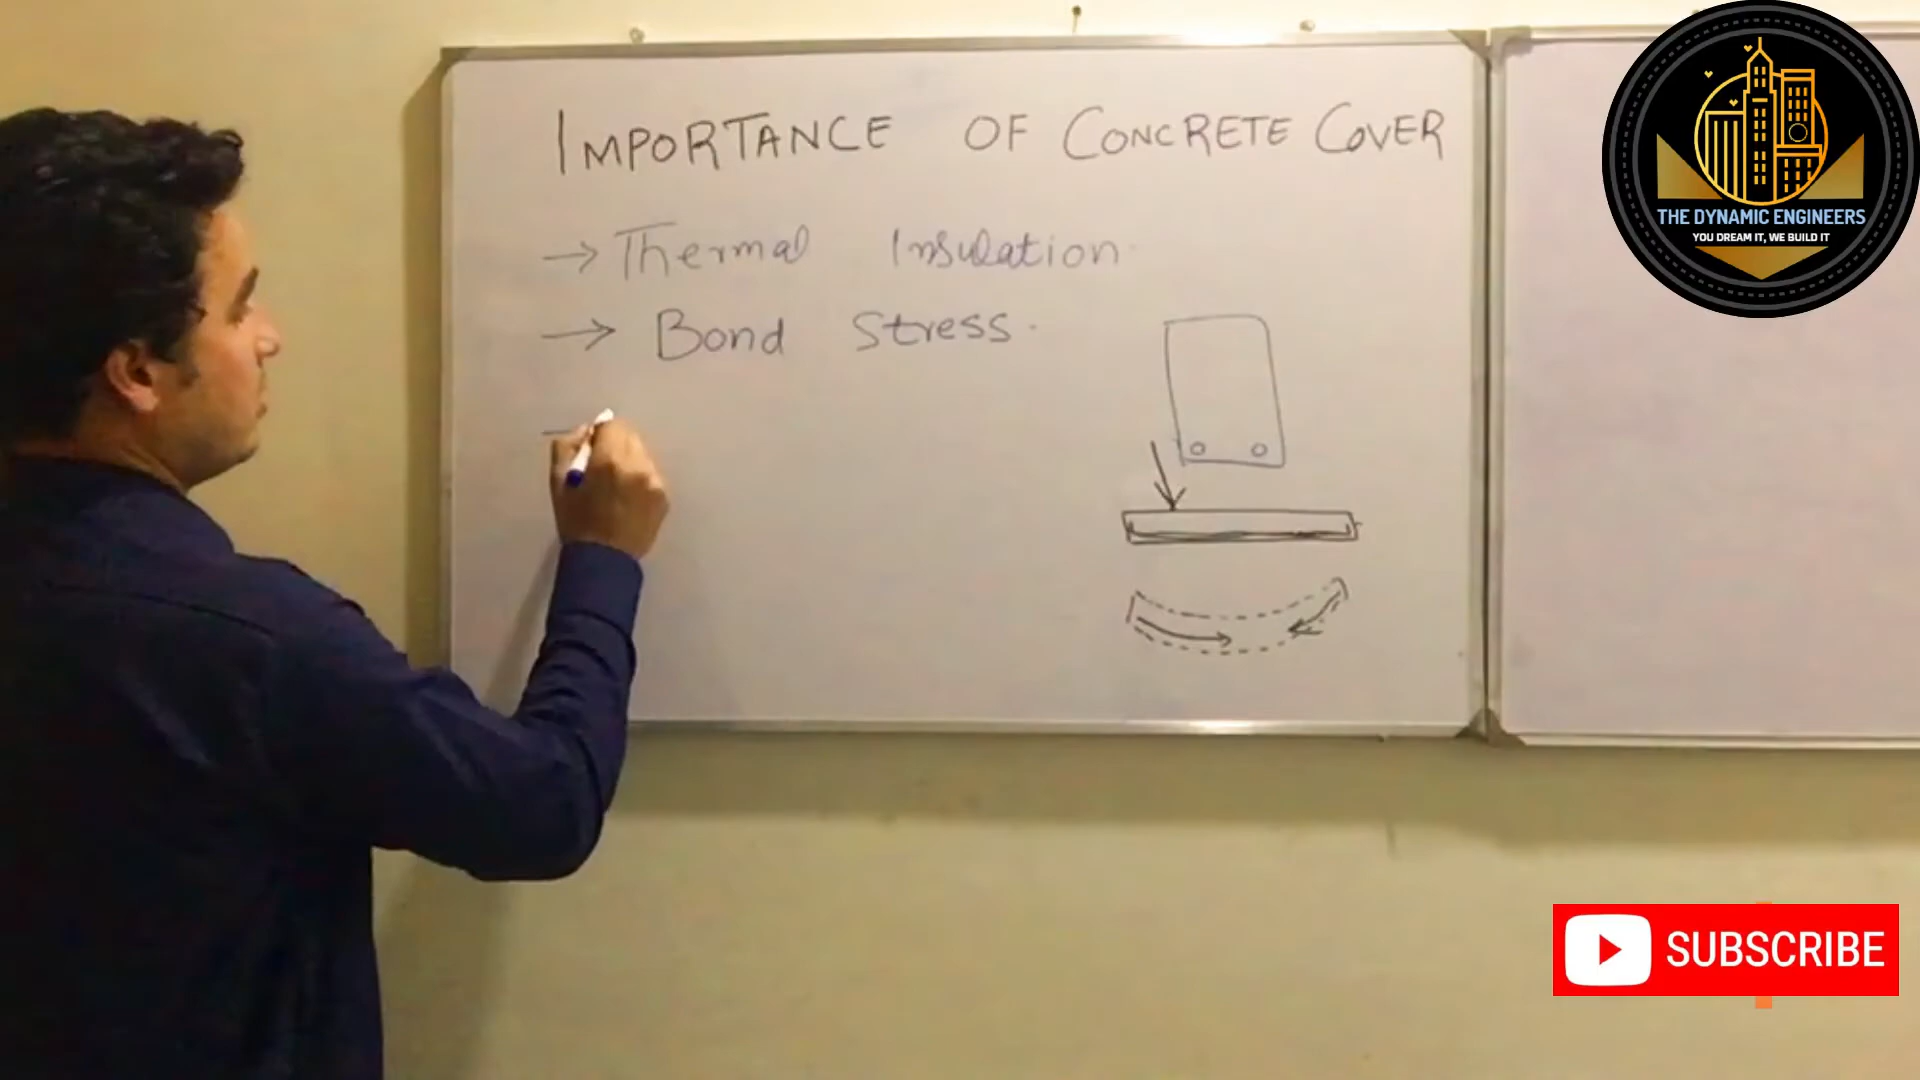 IMPORTANCE OF CONCRETE COVER
→ Thermal Insulation.
→ Bond Stress.
THE DYNAMIC ENGINEERS
YOU DREAM IT, WE BUILD IT
SUBSCRIBE